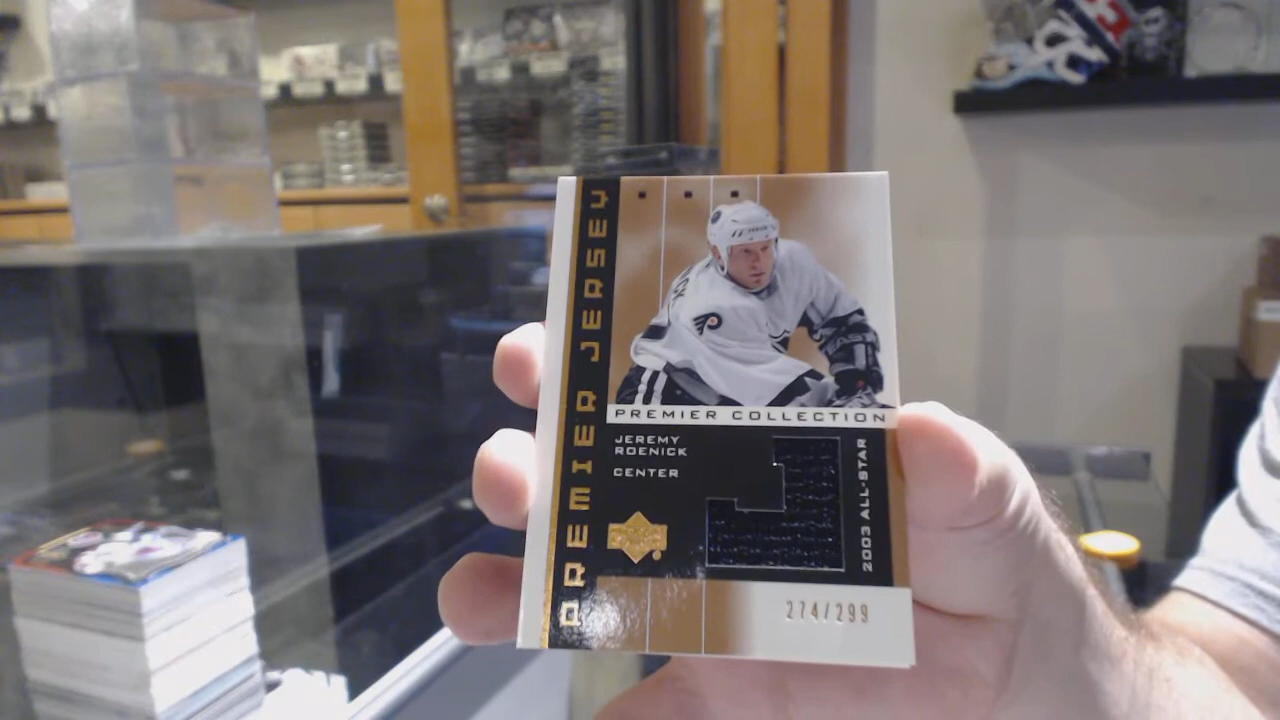 PREMIER JERSEY
PREMIER COLLECTION
JEREMY
ROENICK
CENTER
2003 ALL-STAR
274/299